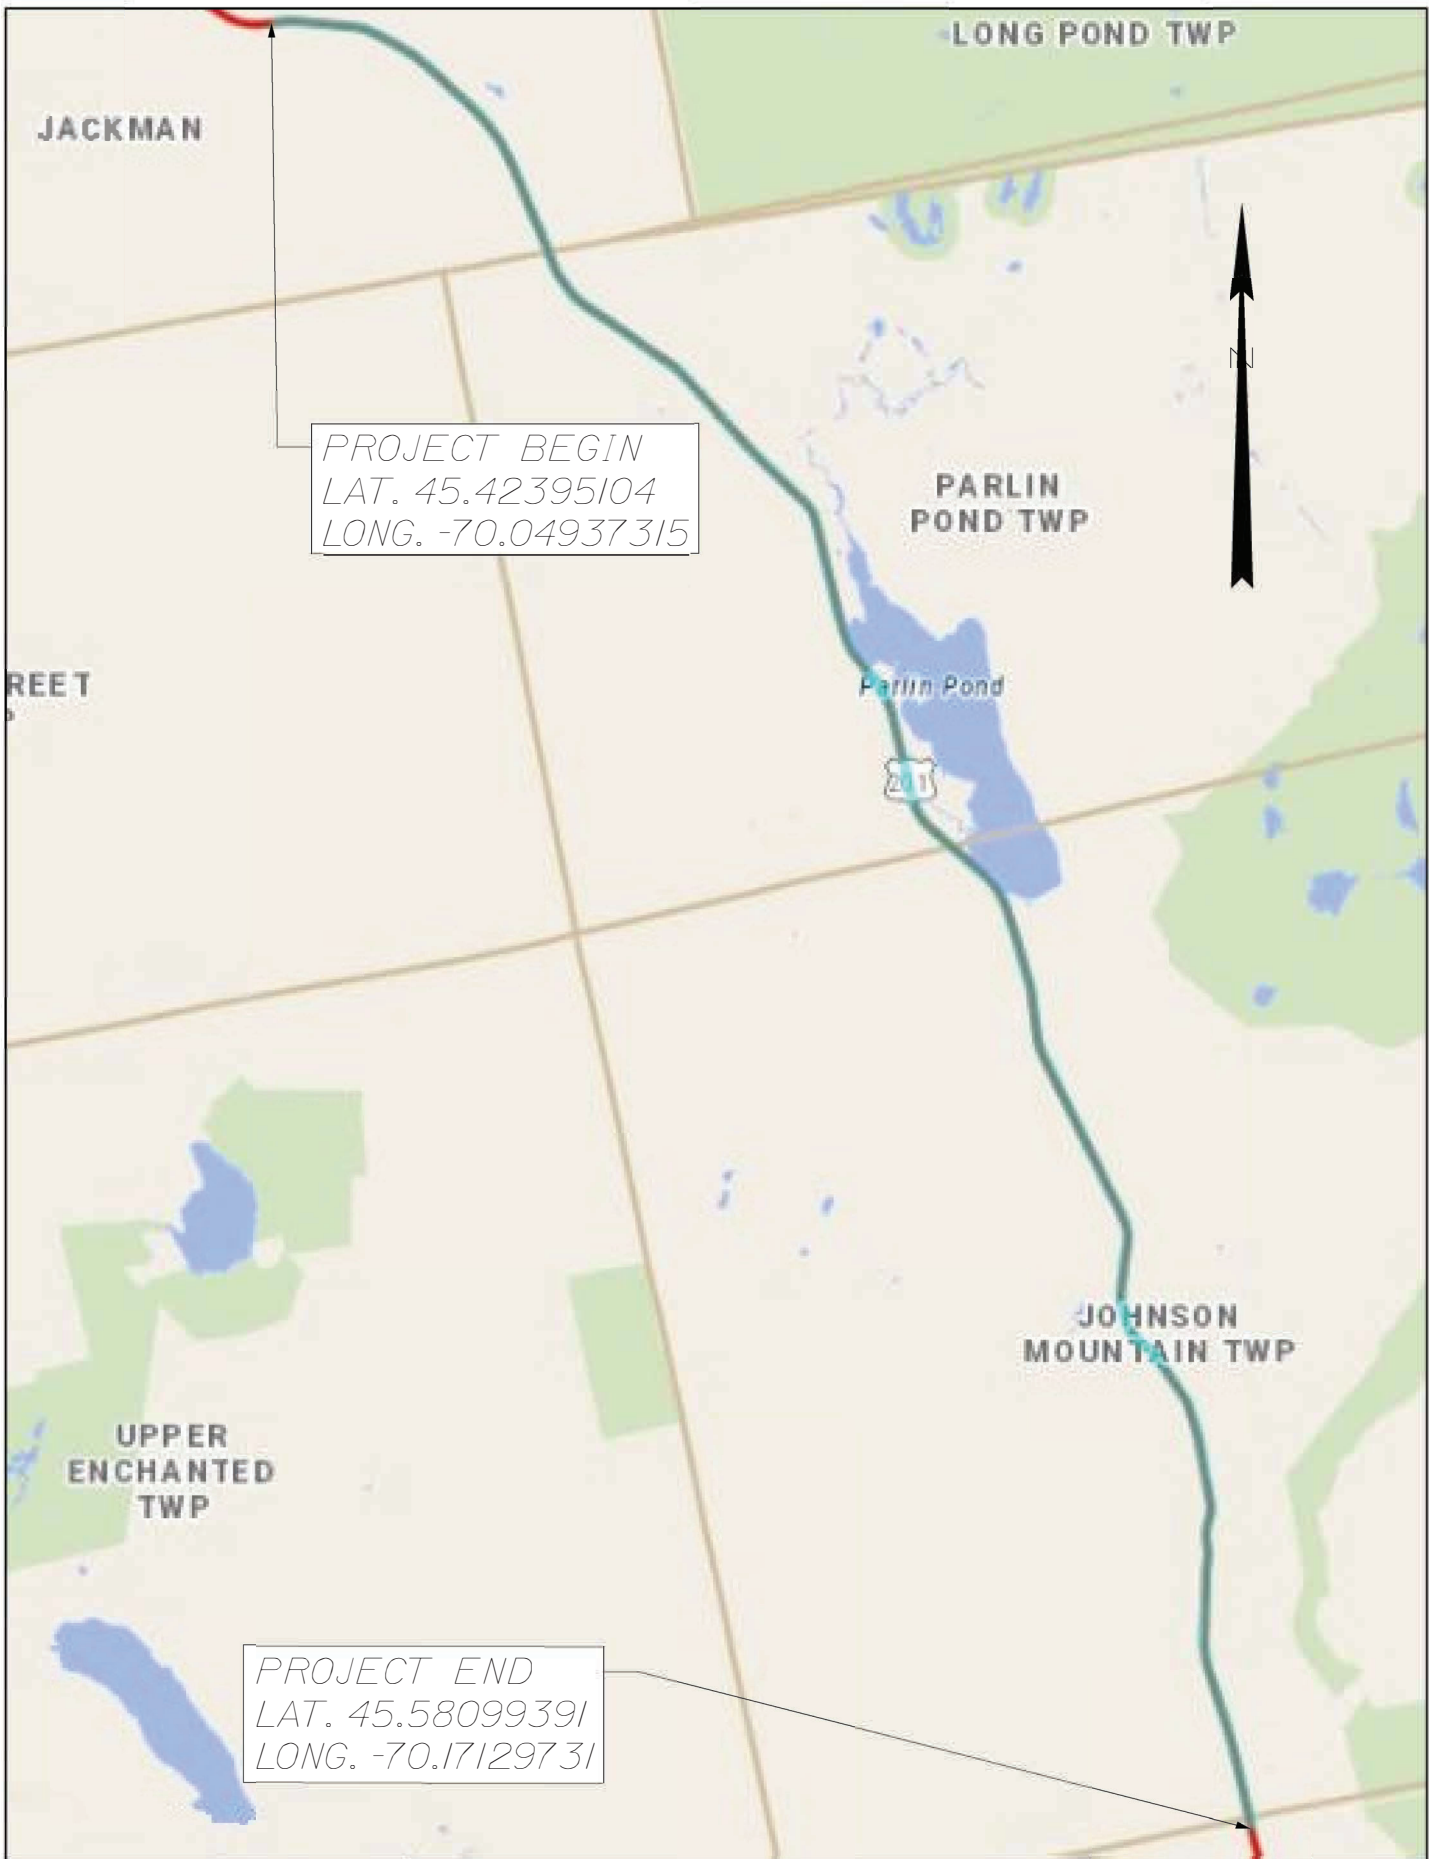 LONG POND TWP
JACKMAN
N
PROJECT BEGIN
LAT. 45.42395104
LONG. -70.04937315
PARLIN
POND TWP
REET
Parlin Pond
201
JOHNSON
MOUNTAIN TWP
UPPER
ENCHANTED
TWP
PROJECT END
LAT. 45.58099391
LONG. -70.17129731